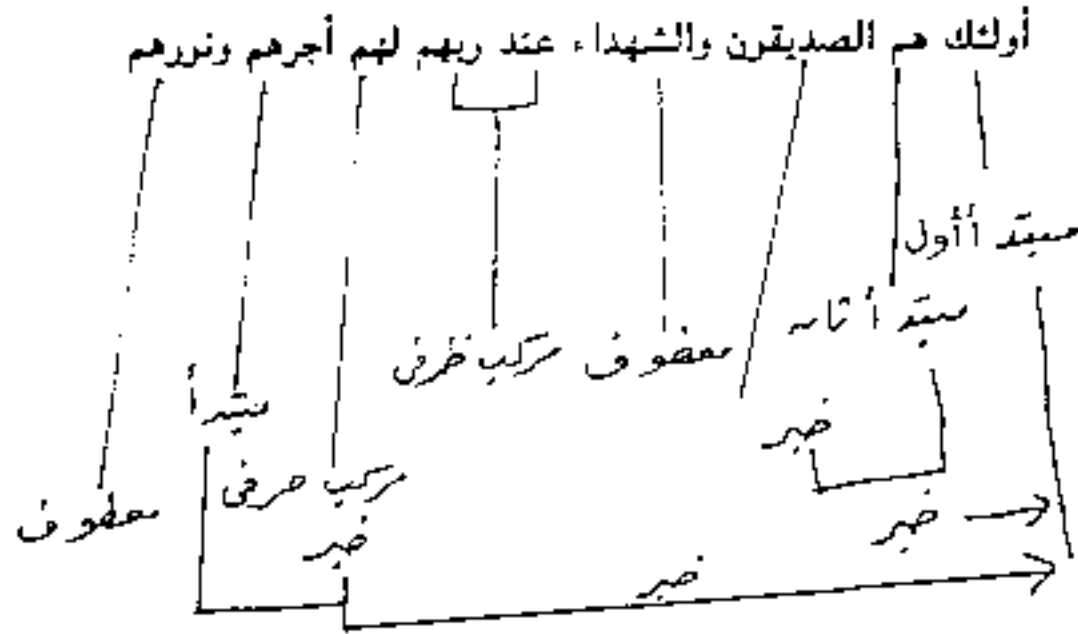 أولئك هم الصديقون والشهداء عند ربهم لهم أجرهم ونورهم
مبتدأ أول
مبتدأ ثان
معطوف
مركب ظرفي
مبتدأ
خبر
مركب حرفي
معطوف
خبر
خبر
خبر